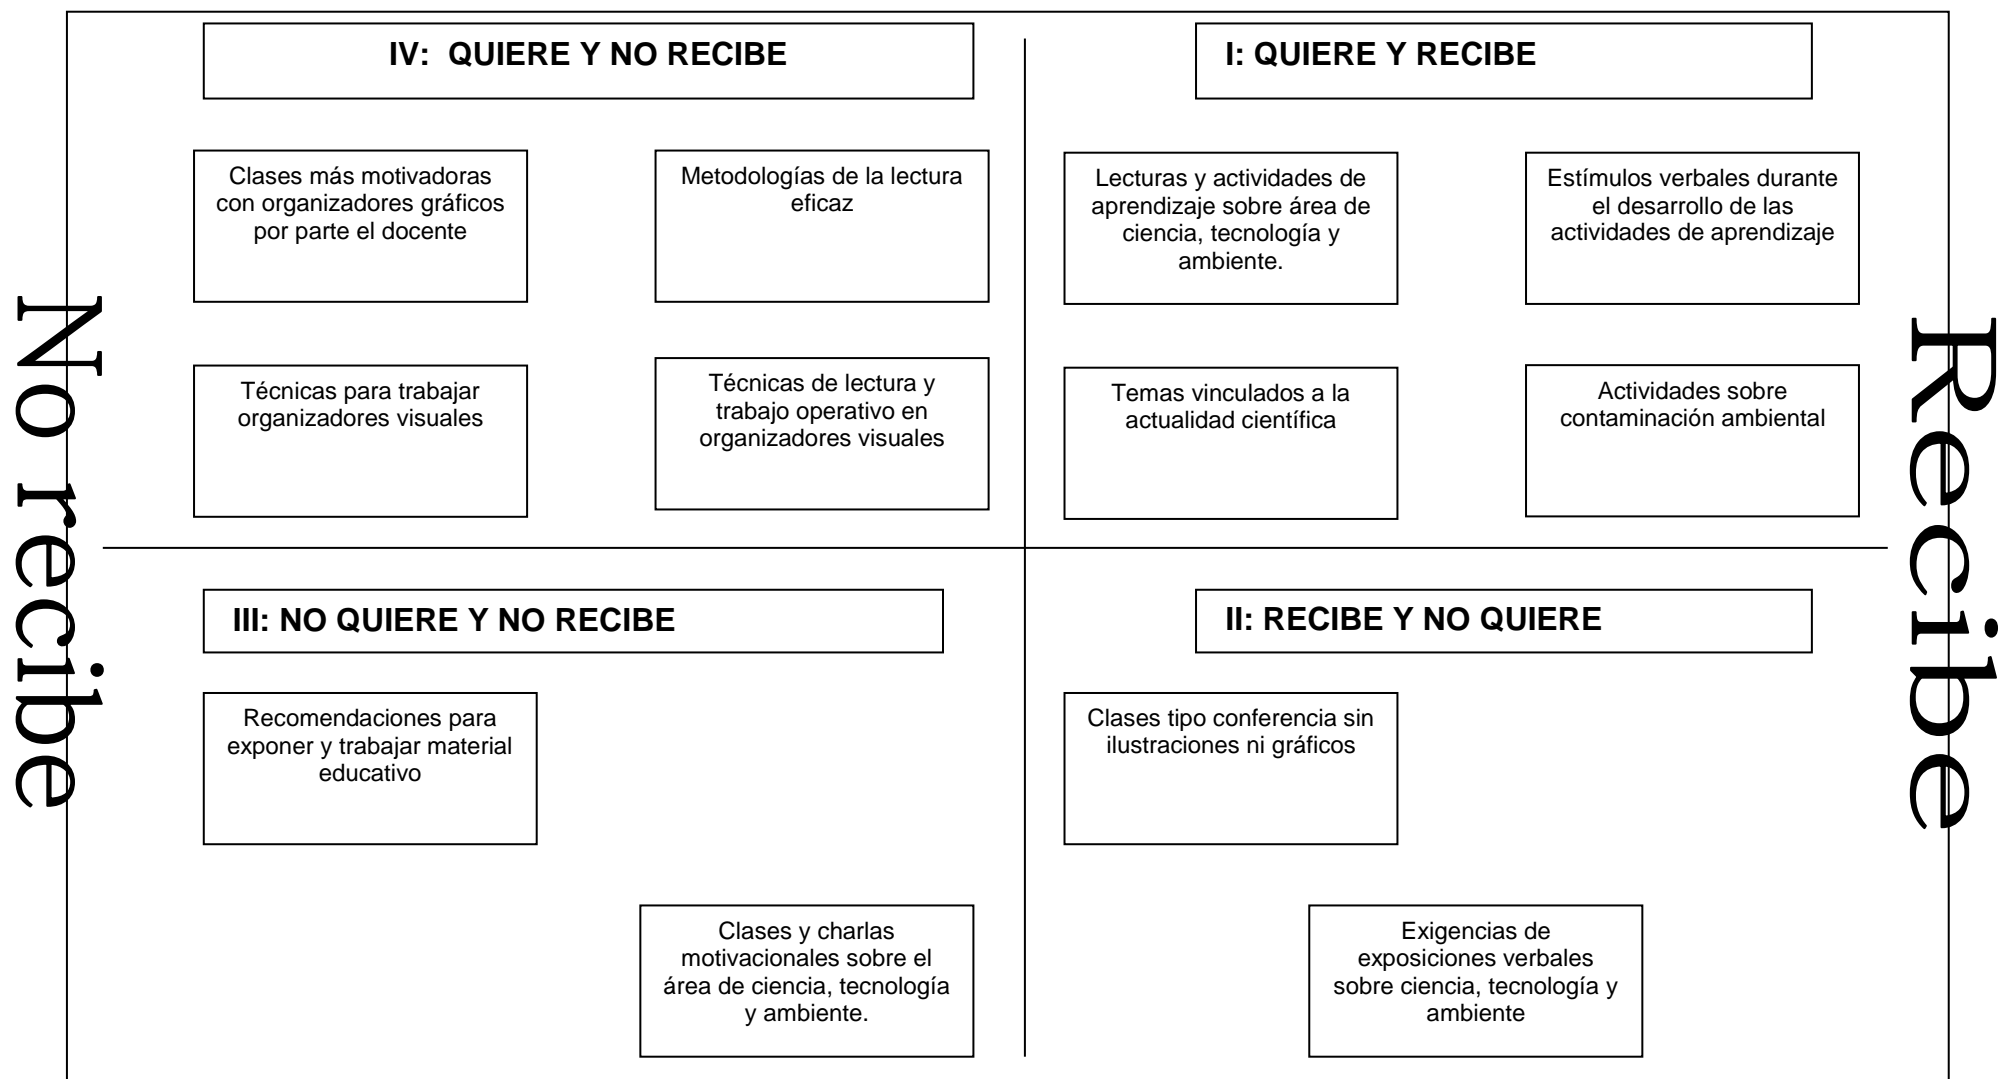 IV: QUIERE Y NO RECIBE
Clases más motivadoras
con organizadores gráficos
por parte el docente
Metodologías de la lectura
eficaz
Técnicas para trabajar
organizadores visuales
Técnicas de lectura y
trabajo operativo en
organizadores visuales
I: QUIERE Y RECIBE
Lecturas y actividades de
aprendizaje sobre área de
ciencia, tecnología y
ambiente.
Estímulos verbales durante
el desarrollo de las
actividades de aprendizaje
Temas vinculados a la
actualidad científica
Actividades sobre
contaminación ambiental
No recibe
Recibe
III: NO QUIERE Y NO RECIBE
Recomendaciones para
exponer y trabajar material
educativo
Clases y charlas
motivacionales sobre el
área de ciencia, tecnología
y ambiente.
II: RECIBE Y NO QUIERE
Clases tipo conferencia sin
ilustraciones ni gráficos
Exigencias de
exposiciones verbales
sobre ciencia, tecnología y
ambiente